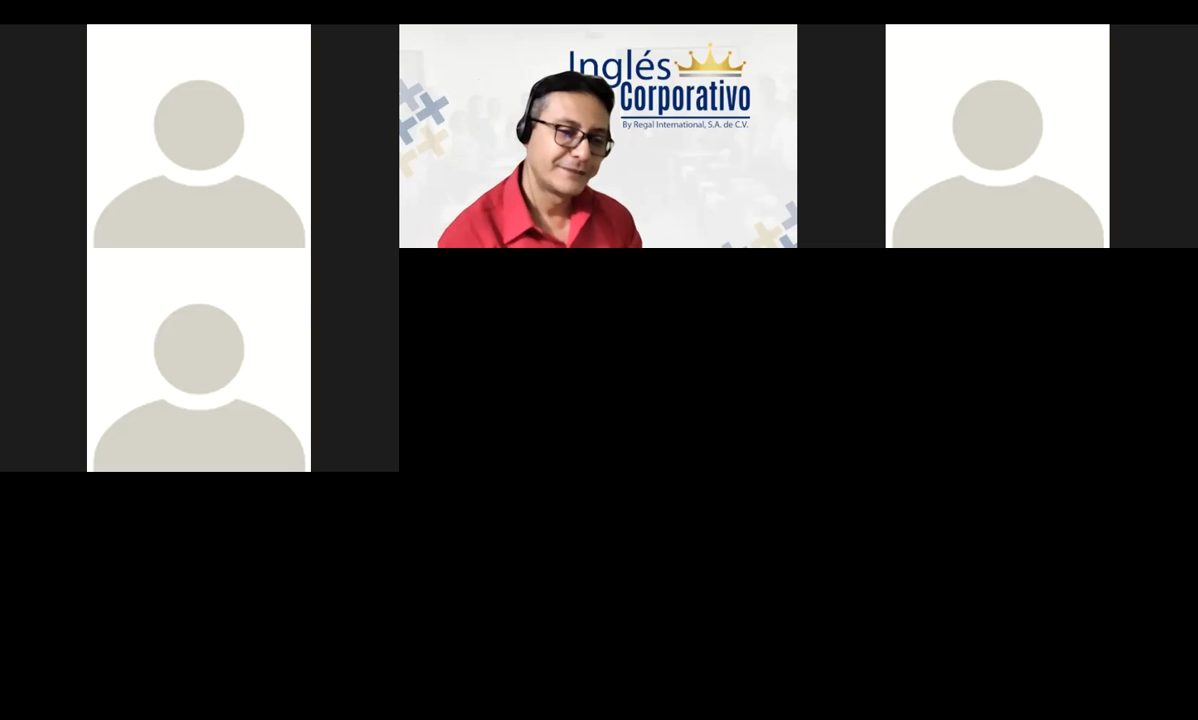 Inglés
Corporativo
By Regal International, S.A. de C.V.